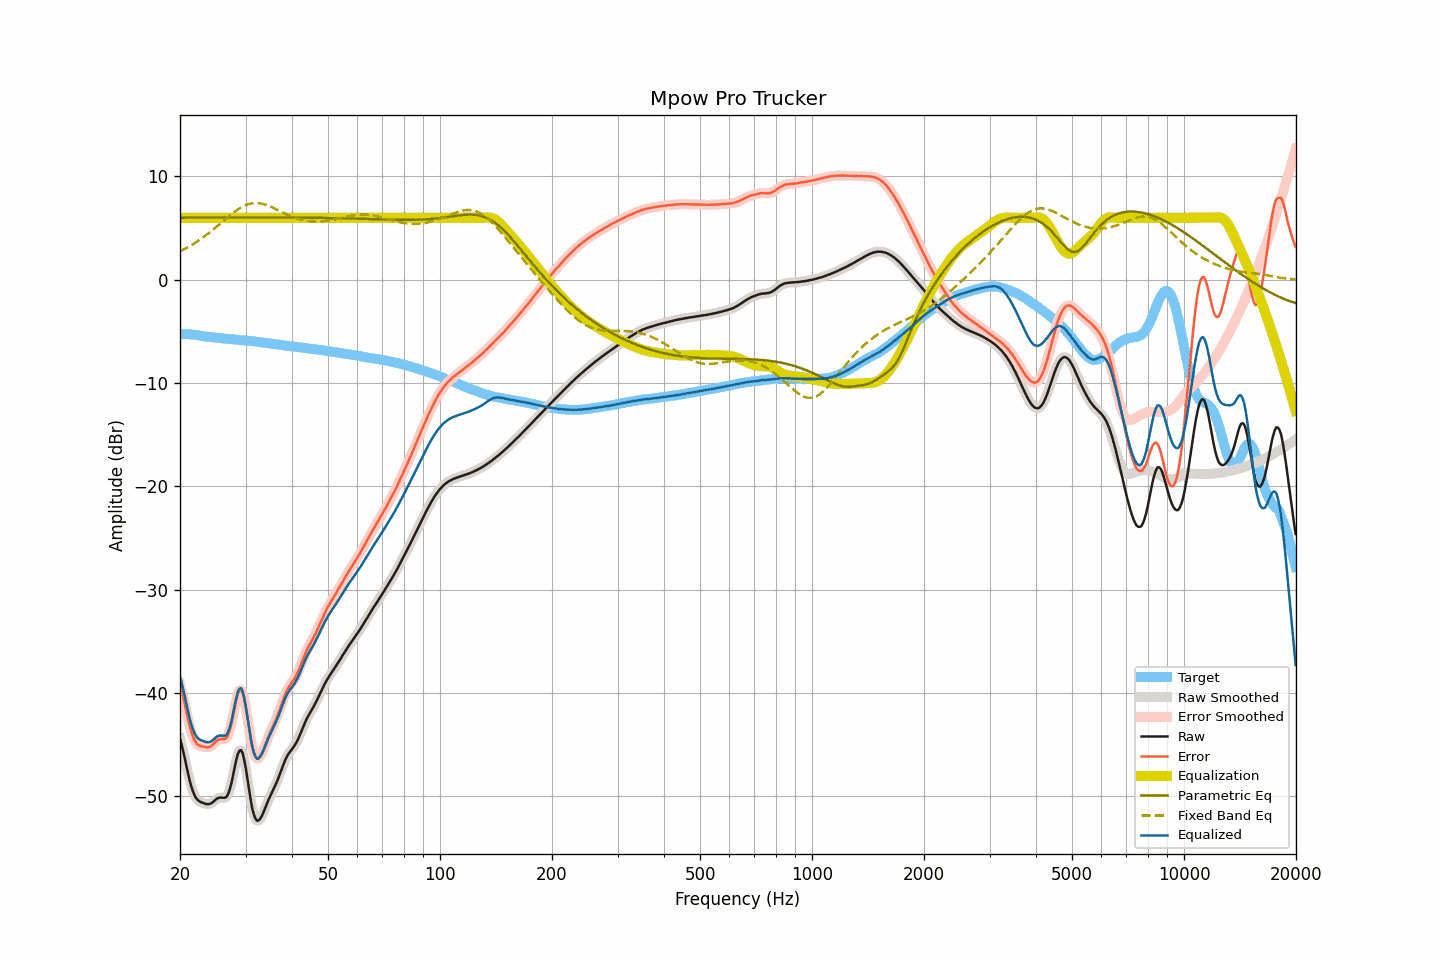 Mpow Pro Trucker
10
0
−10
−20
−30
−40
−50
Amplitude (dBr)
20
50
100
200
500
1000
2000
5000
10000
20000
Frequency (Hz)
Target
Raw Smoothed
Error Smoothed
Raw
Error
Equalization
Parametric Eq
Fixed Band Eq
Equalized